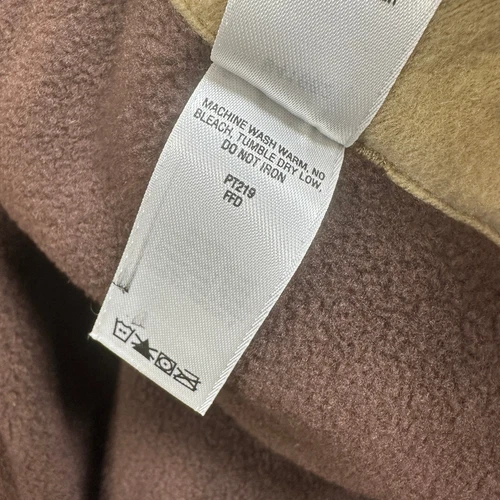 MACHINE WASH WARM, NO
BLEACH, TUMBLE DRY LOW.
DO NOT IRON
PT219
FFD